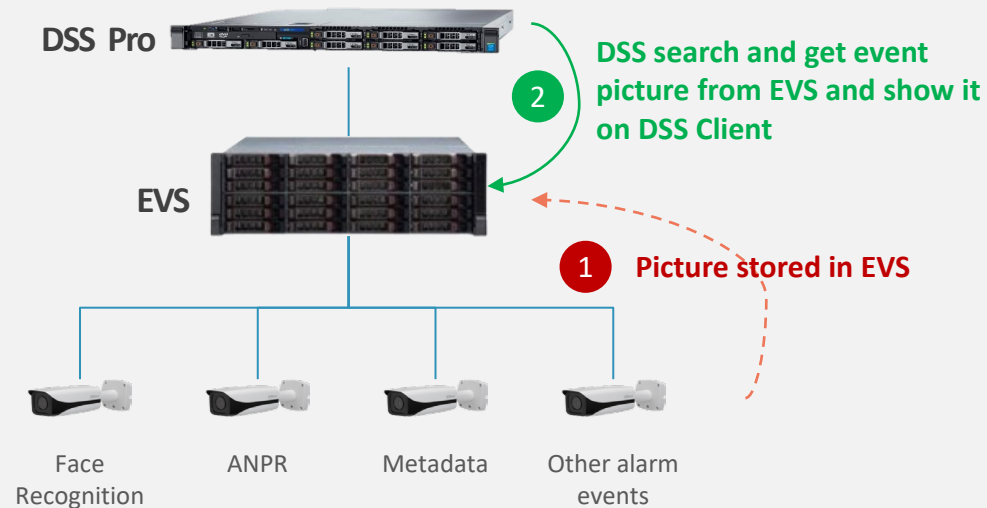 DSS Pro
DSS search and get event
picture from EVS and show it
on DSS Client
2
EVS
1
Picture stored in EVS
Face
Recognition
ANPR
Metadata
Other alarm
events